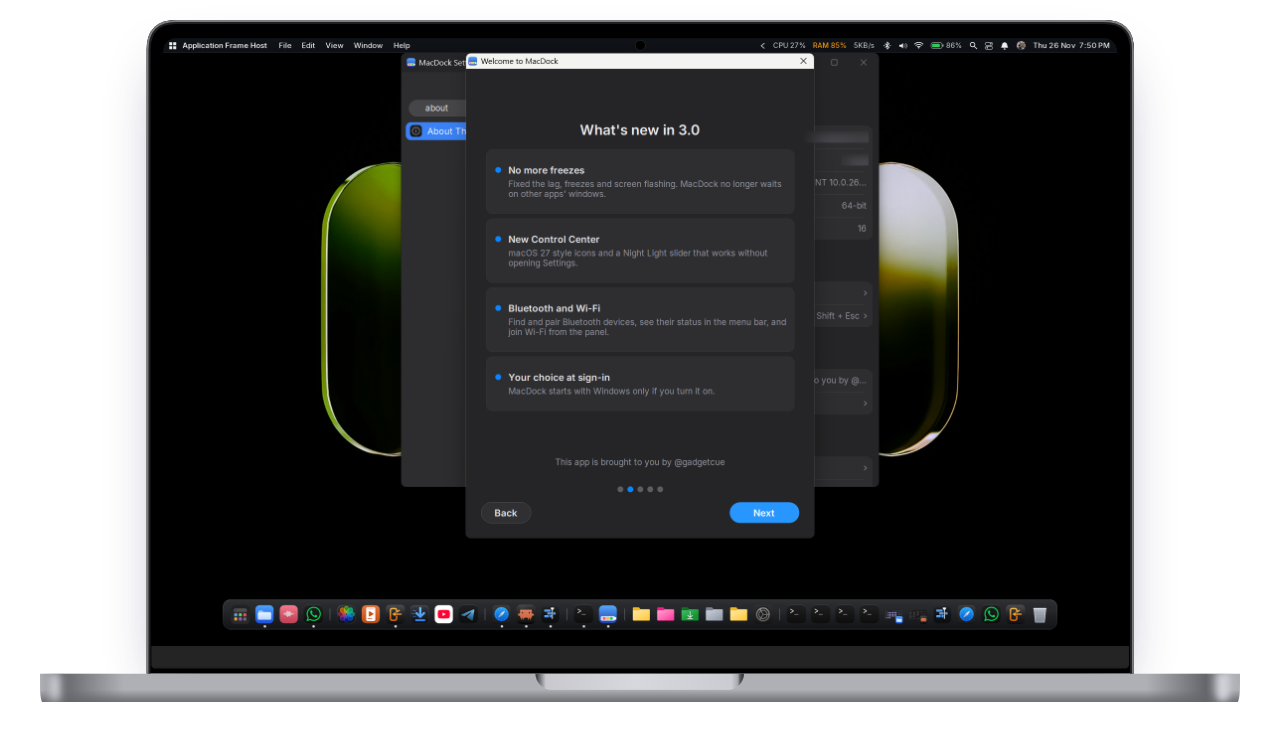 Application Frame Host File Edit View Window Help
CPU 27% RAM 85% 5KB/s 86% Thu 26 Nov 7:50 PM
MacDock Set
Welcome to MacDock
about
About Th
What's new in 3.0
No more freezes
Fixed the lag, freezes and screen flashing. MacDock no longer waits
on other apps' windows.
New Control Center
macOS 27 style icons and a Night Light slider that works without
opening Settings.
Bluetooth and Wi-Fi
Find and pair Bluetooth devices, see their status in the menu bar, and
join Wi-Fi from the panel.
Your choice at sign-in
MacDock starts with Windows only if you turn it on.
This app is brought to you by @gadgetcue
Back
Next
NT 10.0.26...
64-bit
16
Shift + Esc
o you by @...